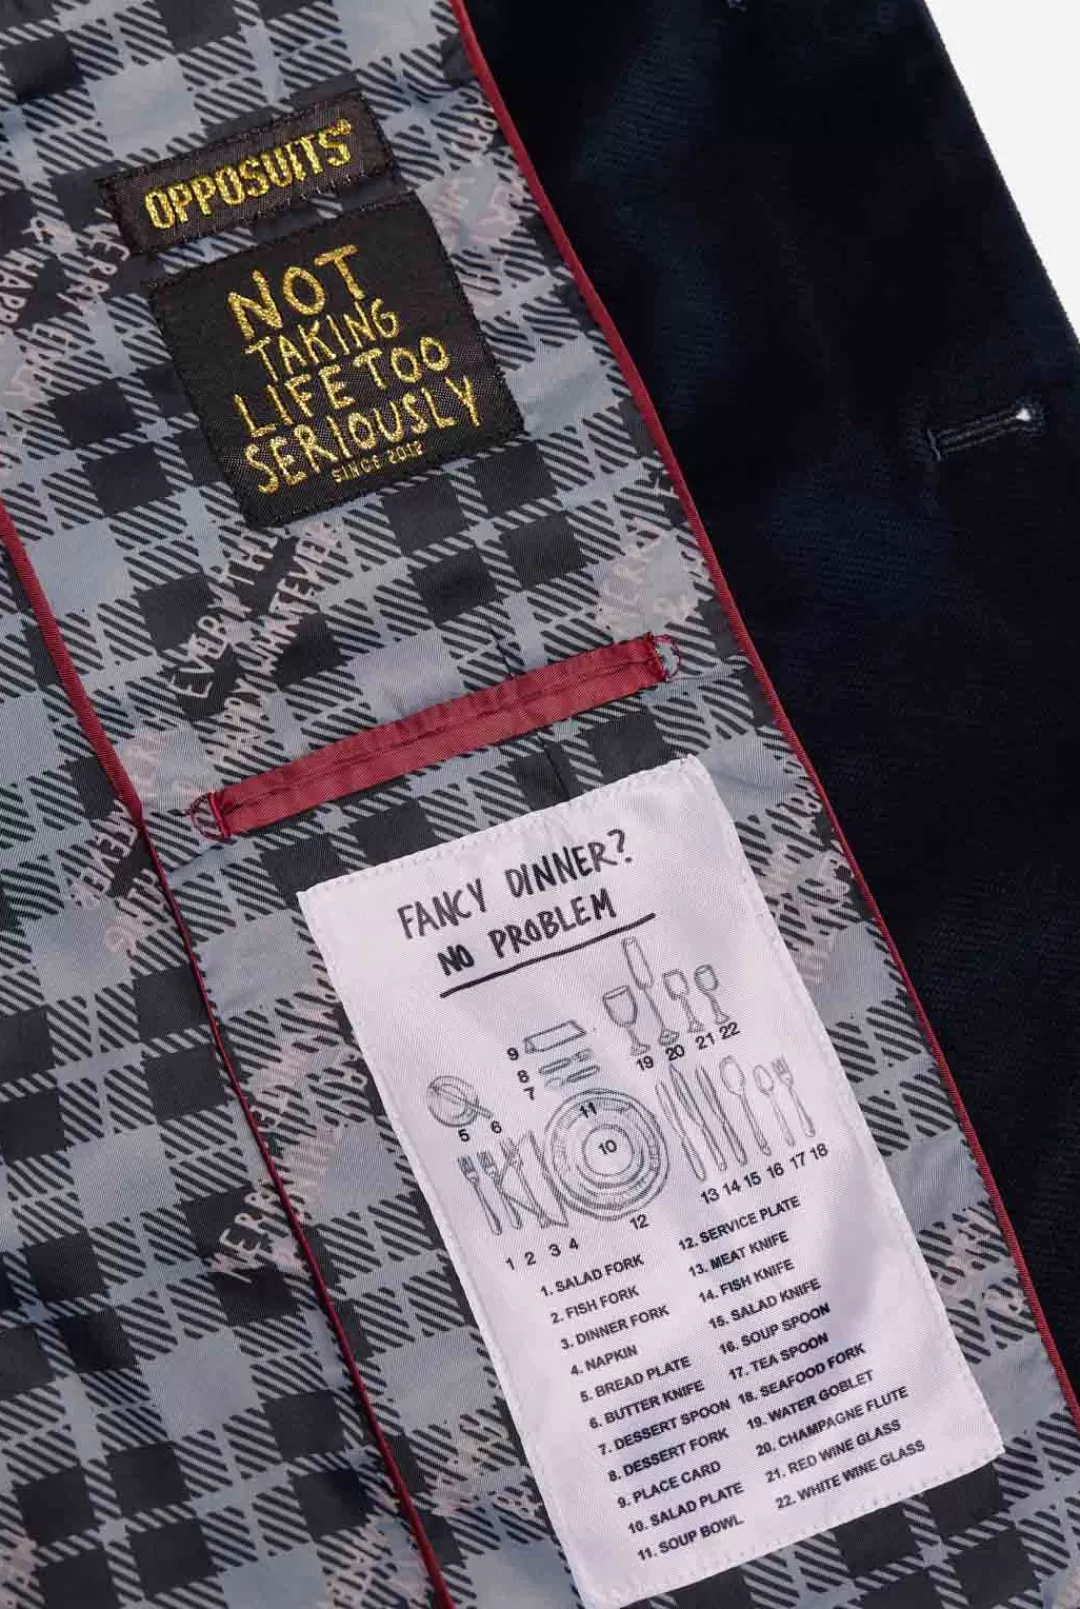 OPPOSUITS®
NOT
TAKING
LIFE TOO
SERIOUSLY
SINCE 2012
FANCY DINNER?
NO PROBLEM
9
8
7
5
6
11
10
19 20 21 22
1 2 3 4
12
13 14 15 16 17 18
1. SALAD FORK
2. FISH FORK
3. DINNER FORK
4. NAPKIN
5. BREAD PLATE
6. BUTTER KNIFE
7. DESSERT SPOON
8. DESSERT FORK
9. PLACE CARD
10. SALAD PLATE
11. SOUP BOWL
12. SERVICE PLATE
13. MEAT KNIFE
14. FISH KNIFE
15. SALAD KNIFE
16. SOUP SPOON
17. TEA SPOON
18. SEAFOOD FORK
19. WATER GOBLET
20. CHAMPAGNE FLUTE
21. RED WINE GLASS
22. WHITE WINE GLASS